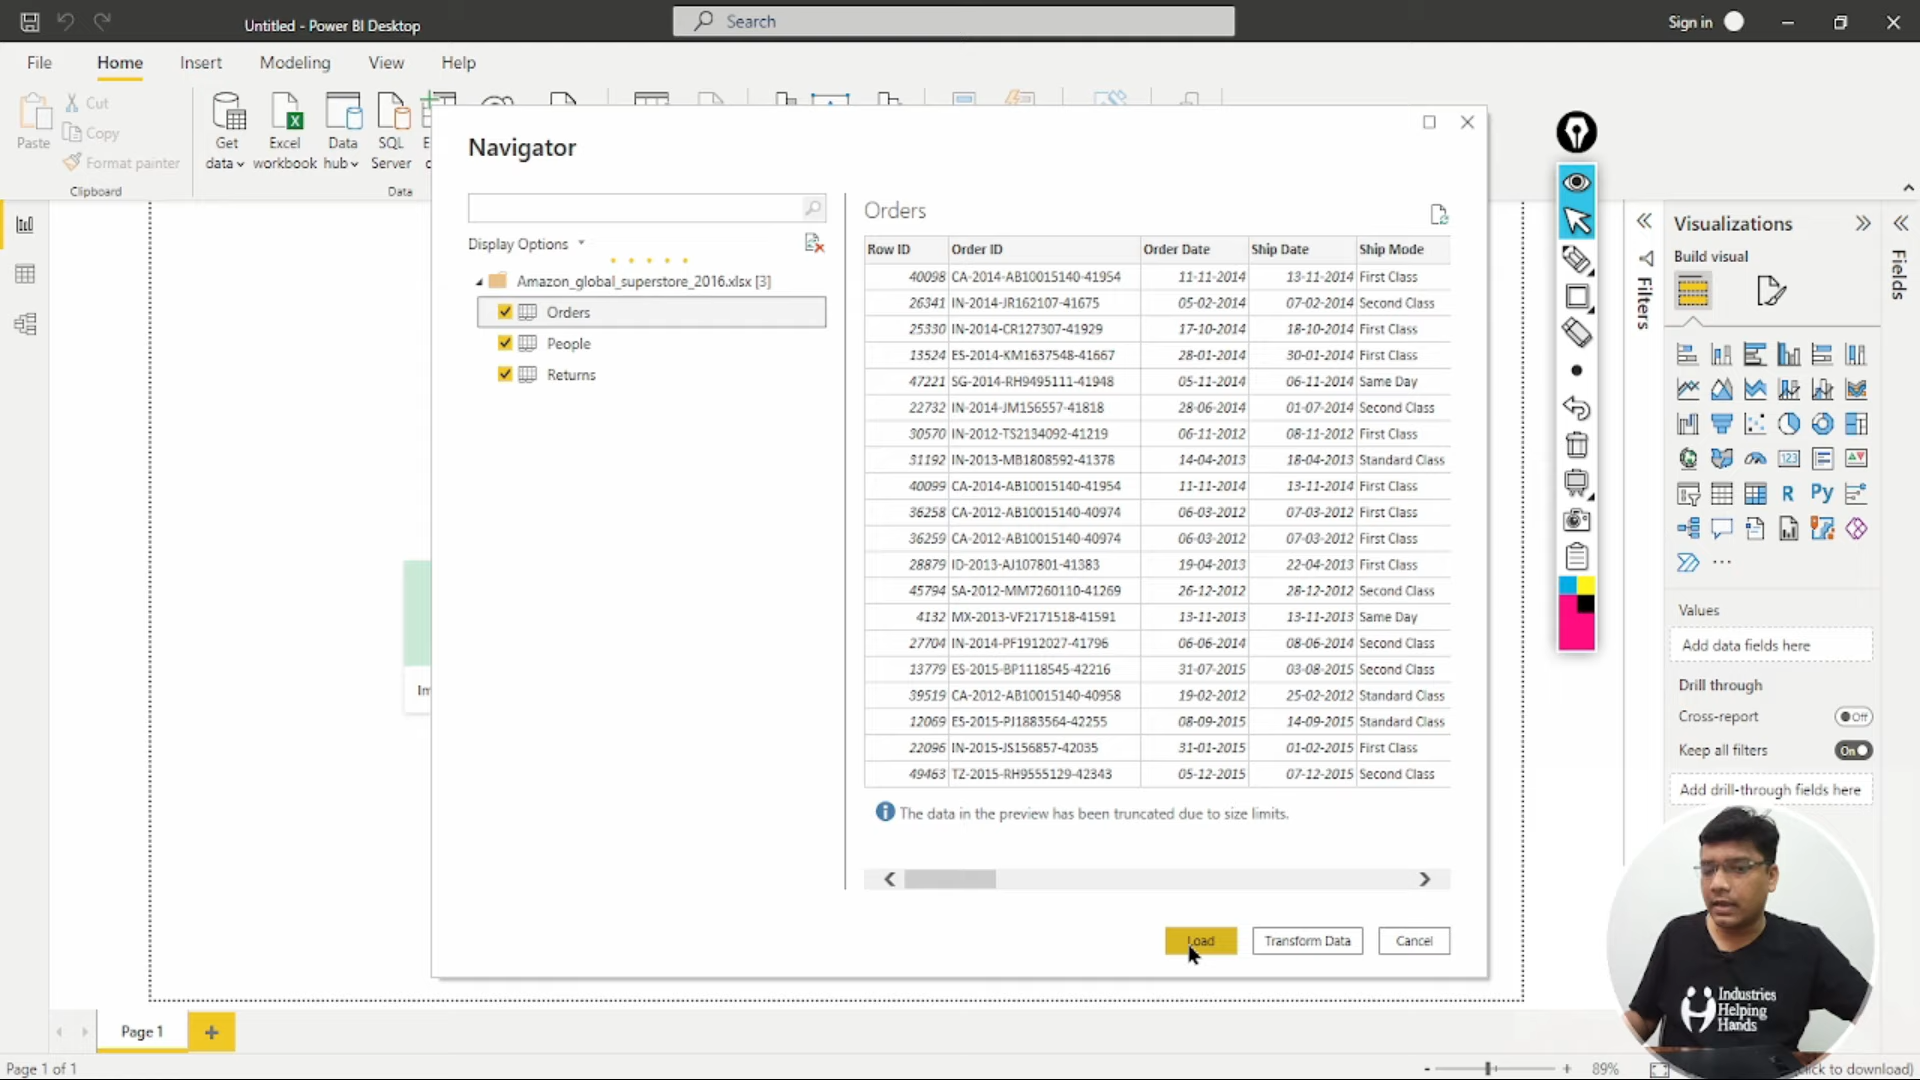 Untitled - Power BI Desktop
Search
Sign in
File
Home
Insert
Modeling
View
Help
Paste
Cut
Copy
Format painter
Clipboard
Get data
Excel workbook
Data hub
SQL Server
Data
Navigator
Display Options
Amazon_global_superstore_2016.xlsx [3]
Orders
People
Returns
Orders
Row ID Order ID Order Date Ship Date Ship Mode
40098 CA-2014-AB10015140-41954 11-11-2014 13-11-2014 First Class
26341 IN-2014-JR162107-41675 05-02-2014 07-02-2014 Second Class
25330 IN-2014-CR127307-41929 17-10-2014 18-10-2014 First Class
13524 ES-2014-KM1637548-41667 28-01-2014 30-01-2014 First Class
47221 SG-2014-RH9495111-41948 05-11-2014 06-11-2014 Same Day
22732 IN-2014-JM156557-41818 28-06-2014 01-07-2014 Second Class
30570 IN-2012-TS2134092-41219 06-11-2012 08-11-2012 First Class
31192 IN-2013-MB1808592-41378 14-04-2013 18-04-2013 Standard Class
40099 CA-2014-AB10015140-41954 11-11-2014 13-11-2014 First Class
36258 CA-2012-AB10015140-40974 06-03-2012 07-03-2012 First Class
36259 CA-2012-AB10015140-40974 06-03-2012 07-03-2012 First Class
28879 ID-2013-AJ107801-41383 19-04-2013 22-04-2013 First Class
45794 SA-2012-MM7260110-41269 26-12-2012 28-12-2012 Second Class
4132 MX-2013-VF2171518-41591 13-11-2013 13-11-2013 Same Day
27704 IN-2014-PF1912027-41796 06-06-2014 08-06-2014 Second Class
13779 ES-2015-BP1118545-42216 31-07-2015 03-08-2015 Second Class
39519 CA-2012-AB10015140-40958 19-02-2012 25-02-2012 Standard Class
12069 ES-2015-PJ1883564-42255 08-09-2015 14-09-2015 Standard Class
22096 IN-2015-JS156857-42035 31-01-2015 01-02-2015 First Class
49463 TZ-2015-RH9555129-42343 05-12-2015 07-12-2015 Second Class
The data in the preview has been truncated due to size limits.
Load
Transform Data
Cancel
Filters
Visualizations
Build visual
123
R
Py
Values
Add data fields here
Drill through
Cross-report
Off
Keep all filters
On
Add drill-through fields here
Fields
Industries
Helping
Hands
Page 1
Page 1 of 1
89%
to download)